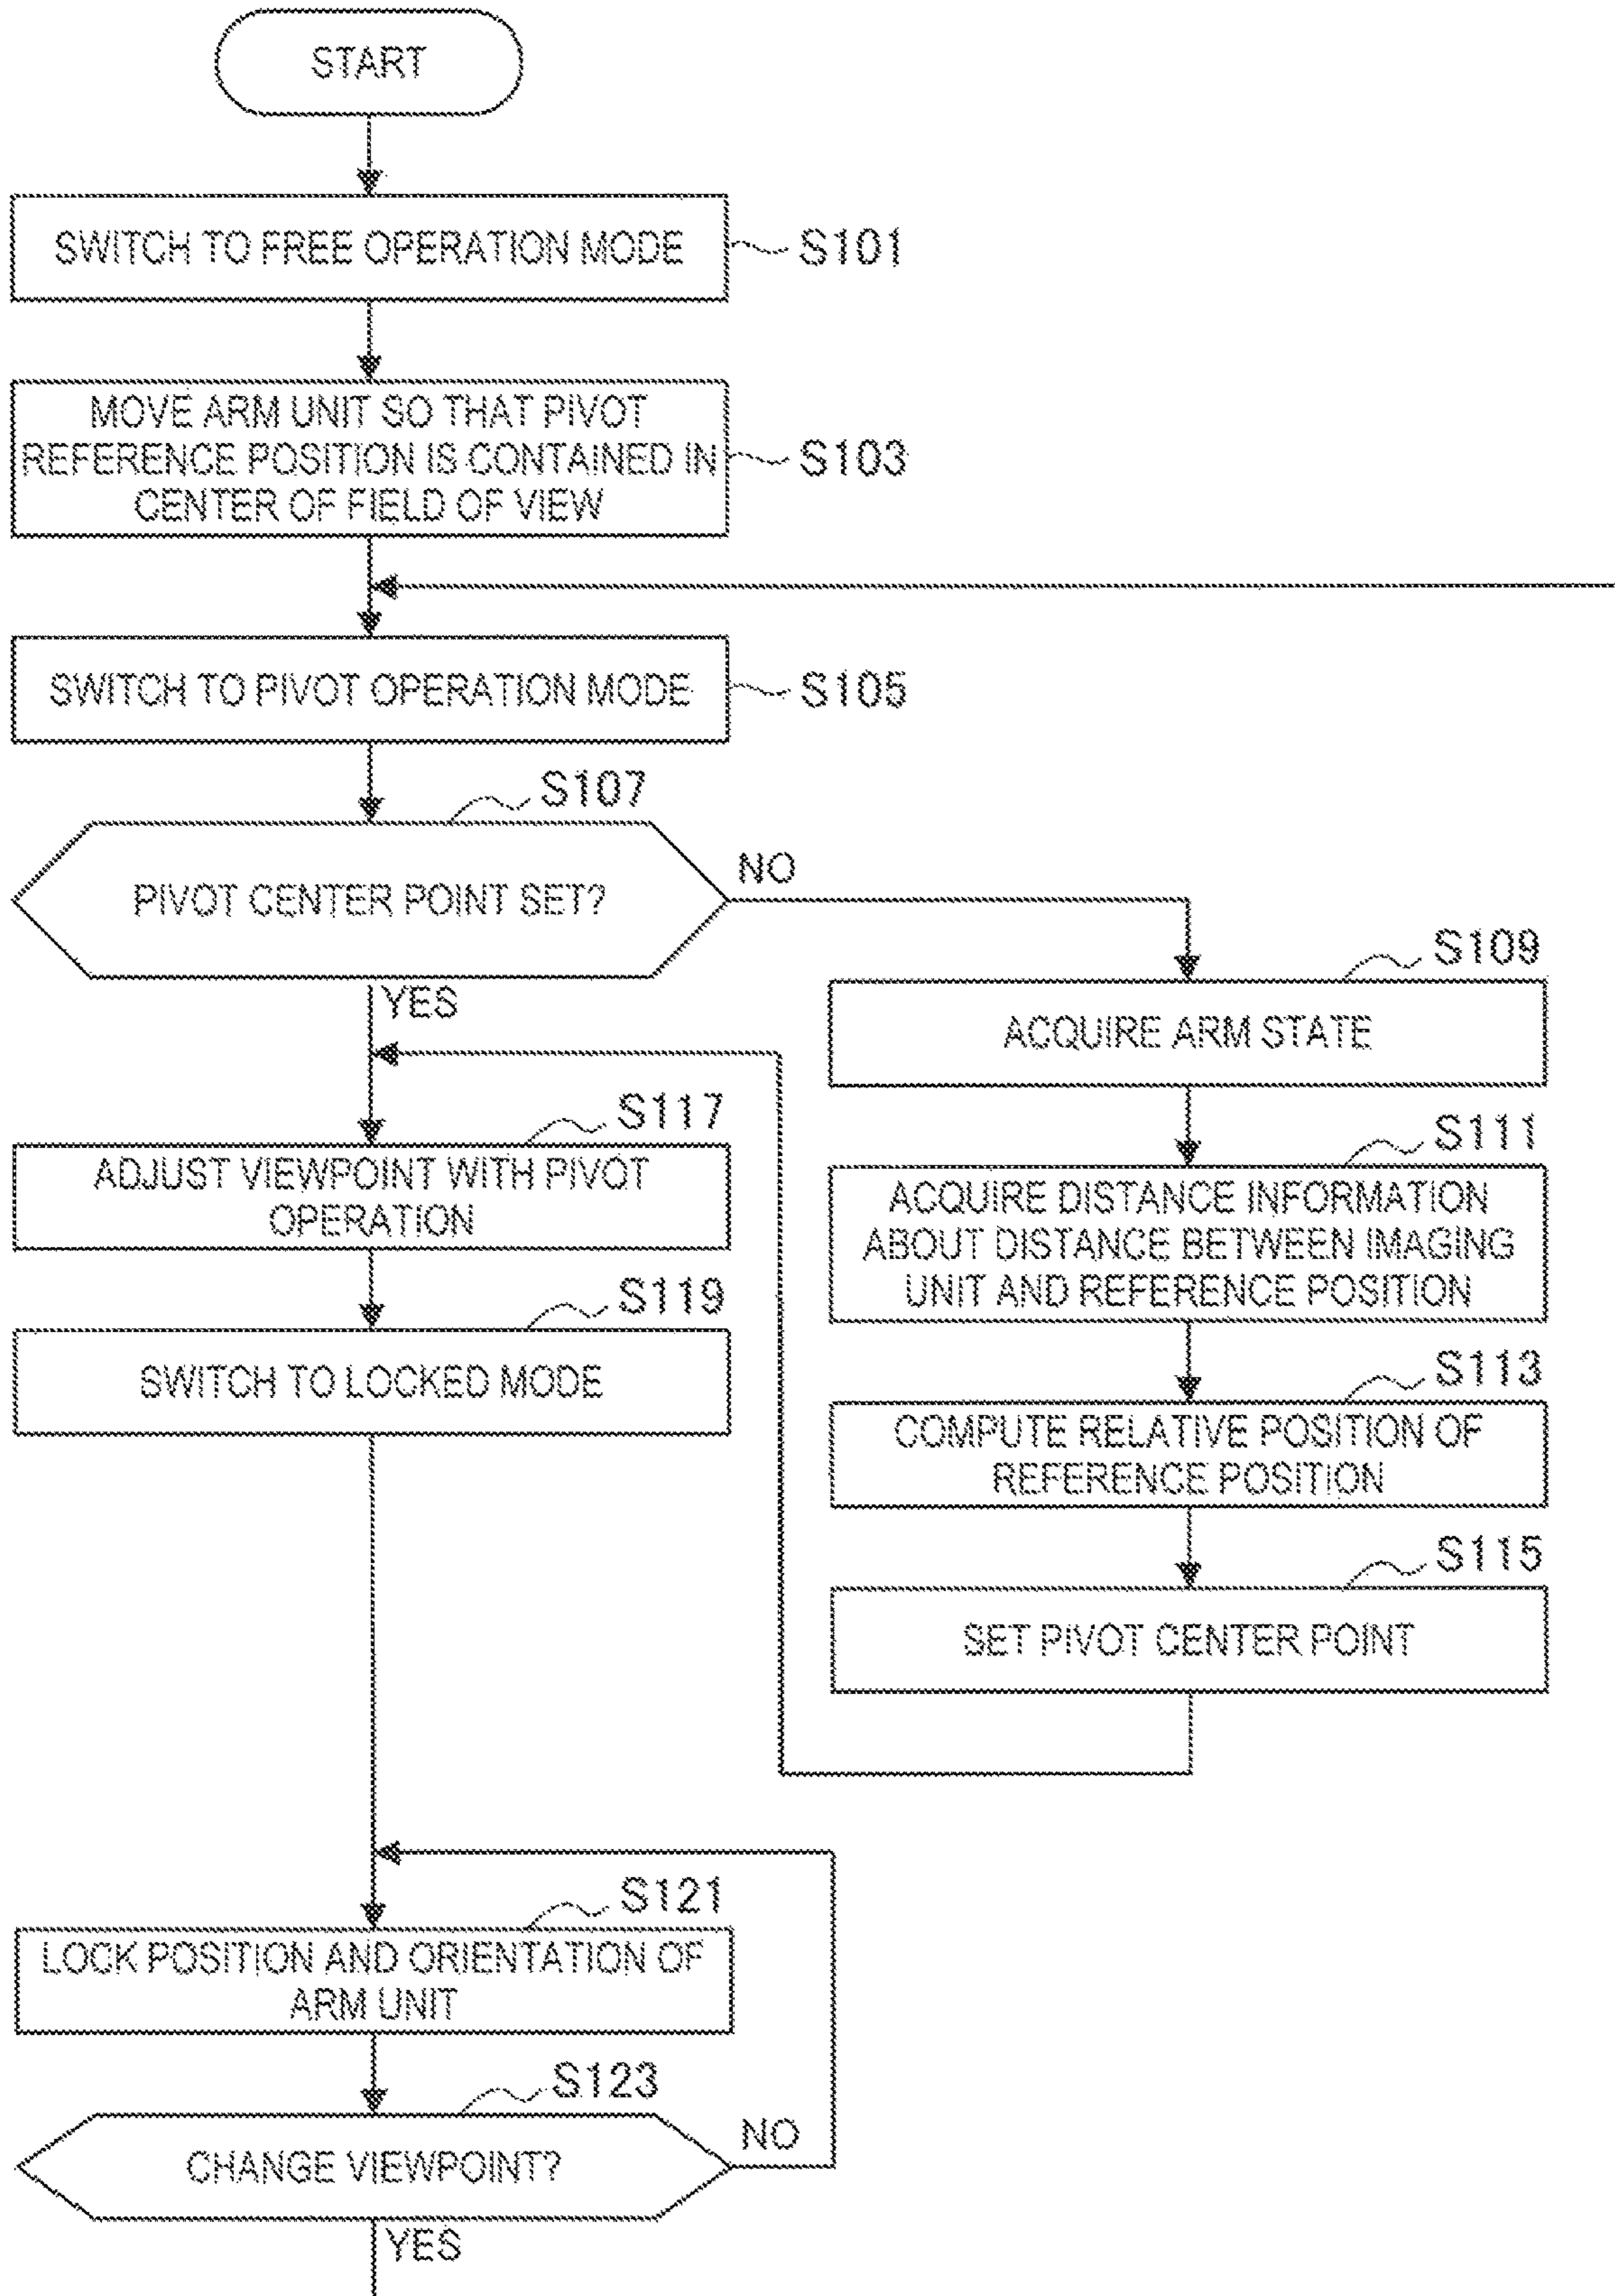 START
SWITCH TO FREE OPERATION MODE
S101
MOVE ARM UNIT SO THAT PIVOT
REFERENCE POSITION IS CONTAINED IN
CENTER OF FIELD OF VIEW
S103
SWITCH TO PIVOT OPERATION MODE
S105
S107
PIVOT CENTER POINT SET?
NO
YES
S109
ACQUIRE ARM STATE
S111
ACQUIRE DISTANCE INFORMATION
ABOUT DISTANCE BETWEEN IMAGING
UNIT AND REFERENCE POSITION
S113
COMPUTE RELATIVE POSITION OF
REFERENCE POSITION
S115
SET PIVOT CENTER POINT
S117
ADJUST VIEWPOINT WITH PIVOT
OPERATION
S119
SWITCH TO LOCKED MODE
S121
LOCK POSITION AND ORIENTATION OF
ARM UNIT
S123
CHANGE VIEWPOINT?
NO
YES